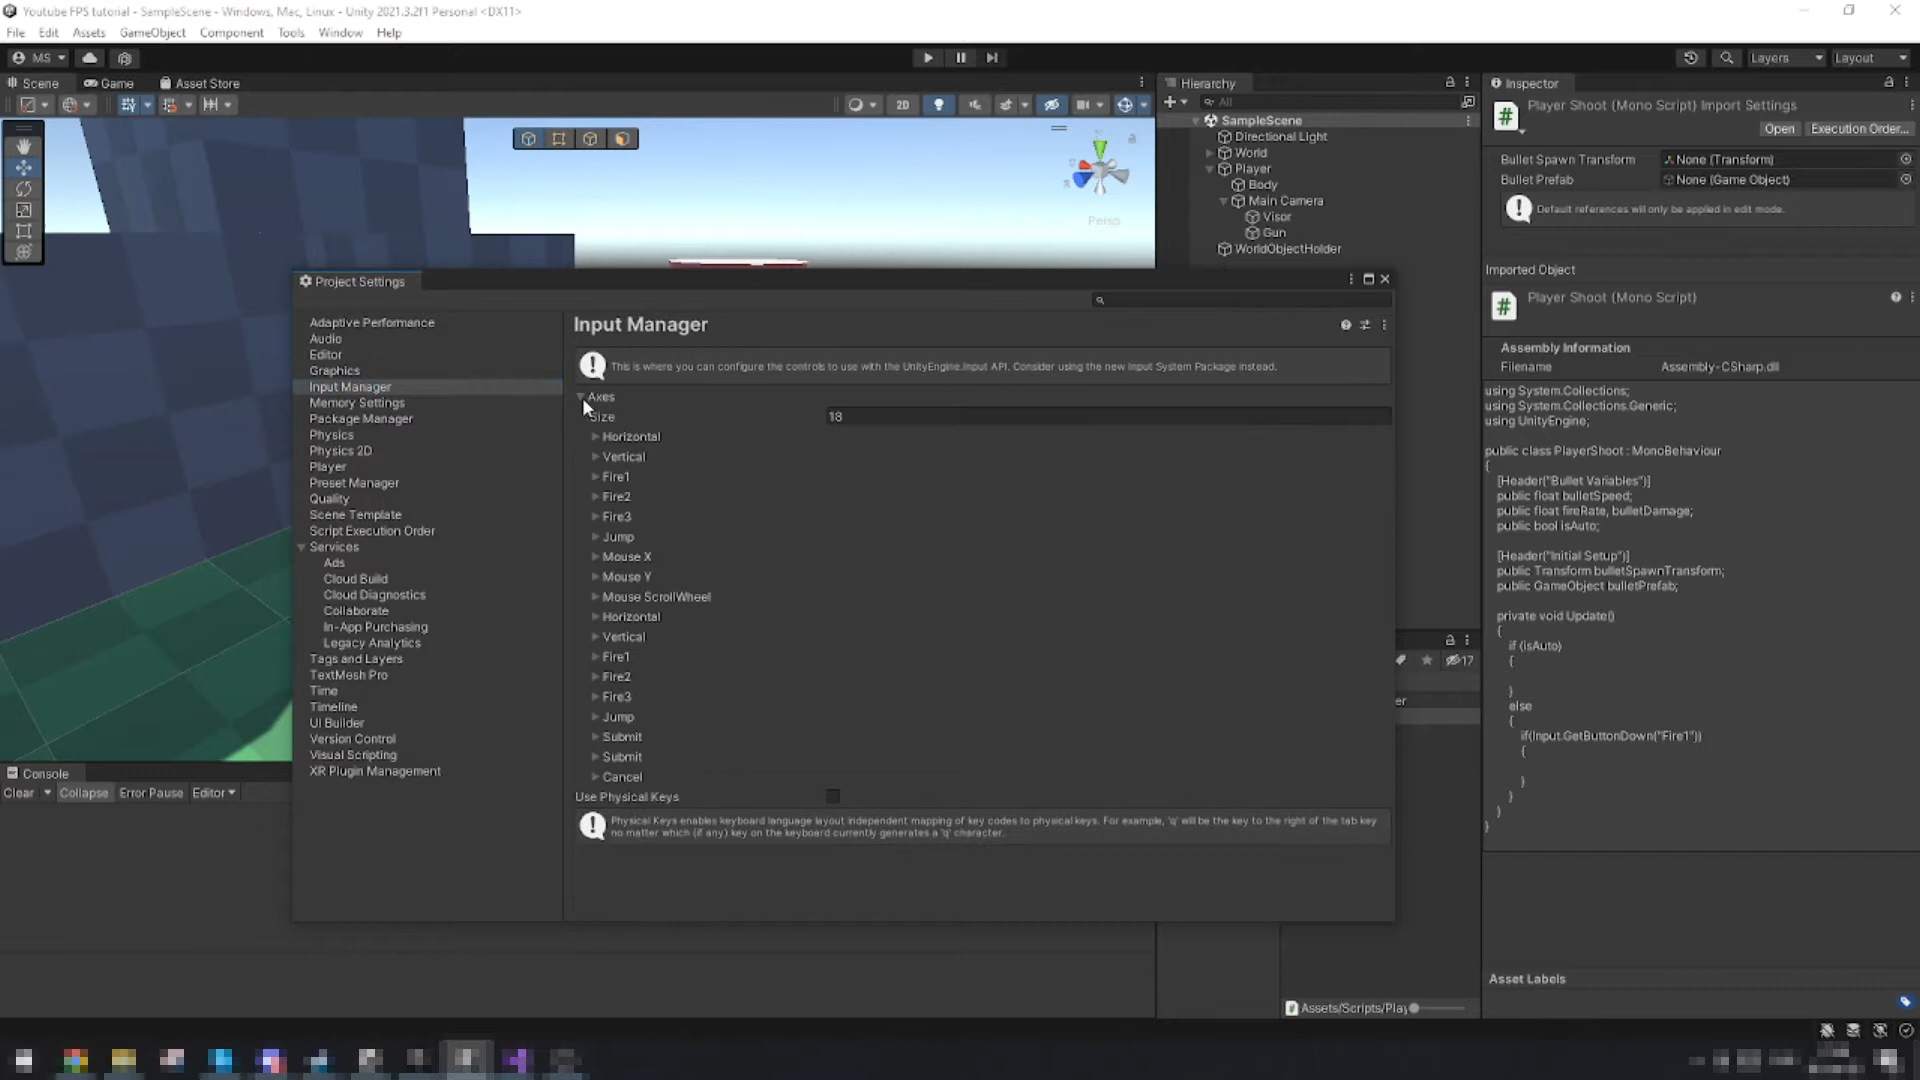 Youtube FPS tutorial - SampleScene - Windows, Mac, Linux - Unity 2021.3.2f1 Personal <DX11>
File Edit Assets GameObject Component Tools Window Help
MS Layers Layout
Scene Game Asset Store
2D
Persp
Hierarchy
All
SampleScene
Directional Light
World
Player
Body
Main Camera
Visor
Gun
WorldObjectHolder
Project Settings
Adaptive Performance
Audio
Editor
Graphics
Input Manager
Memory Settings
Package Manager
Physics
Physics 2D
Player
Preset Manager
Quality
Scene Template
Script Execution Order
Services
Ads
Cloud Build
Cloud Diagnostics
Collaborate
In-App Purchasing
Legacy Analytics
Tags and Layers
TextMesh Pro
Time
Timeline
UI Builder
Version Control
Visual Scripting
XR Plugin Management
Input Manager
This is where you can configure the controls to use with the UnityEngine.Input API. Consider using the new Input System Package instead.
Axes
Size 18
Horizontal
Vertical
Fire1
Fire2
Fire3
Jump
Mouse X
Mouse Y
Mouse ScrollWheel
Horizontal
Vertical
Fire1
Fire2
Fire3
Jump
Submit
Submit
Cancel
Use Physical Keys
Physical Keys enables keyboard language layout independent mapping of key codes to physical keys. For example, 'q' will be the key to the right of the tab key
no matter which (if any) key on the keyboard currently generates a 'q' character.
Console
Clear Collapse Error Pause Editor
17
er
Assets/Scripts/Play
Inspector
Player Shoot (Mono Script) Import Settings
Open Execution Order...
Bullet Spawn Transform None (Transform)
Bullet Prefab None (Game Object)
Default references will only be applied in edit mode.
Imported Object
Player Shoot (Mono Script)
Assembly Information
Filename Assembly-CSharp.dll
using System.Collections;
using System.Collections.Generic;
using UnityEngine;
public class PlayerShoot : MonoBehaviour
{
[Header("Bullet Variables")]
public float bulletSpeed;
public float fireRate, bulletDamage;
public bool isAuto;
[Header("Initial Setup")]
public Transform bulletSpawnTransform;
public GameObject bulletPrefab;
private void Update()
{
if (isAuto)
{
}
else
{
if(Input.GetButtonDown("Fire1"))
{
}
}
}
}
Asset Labels